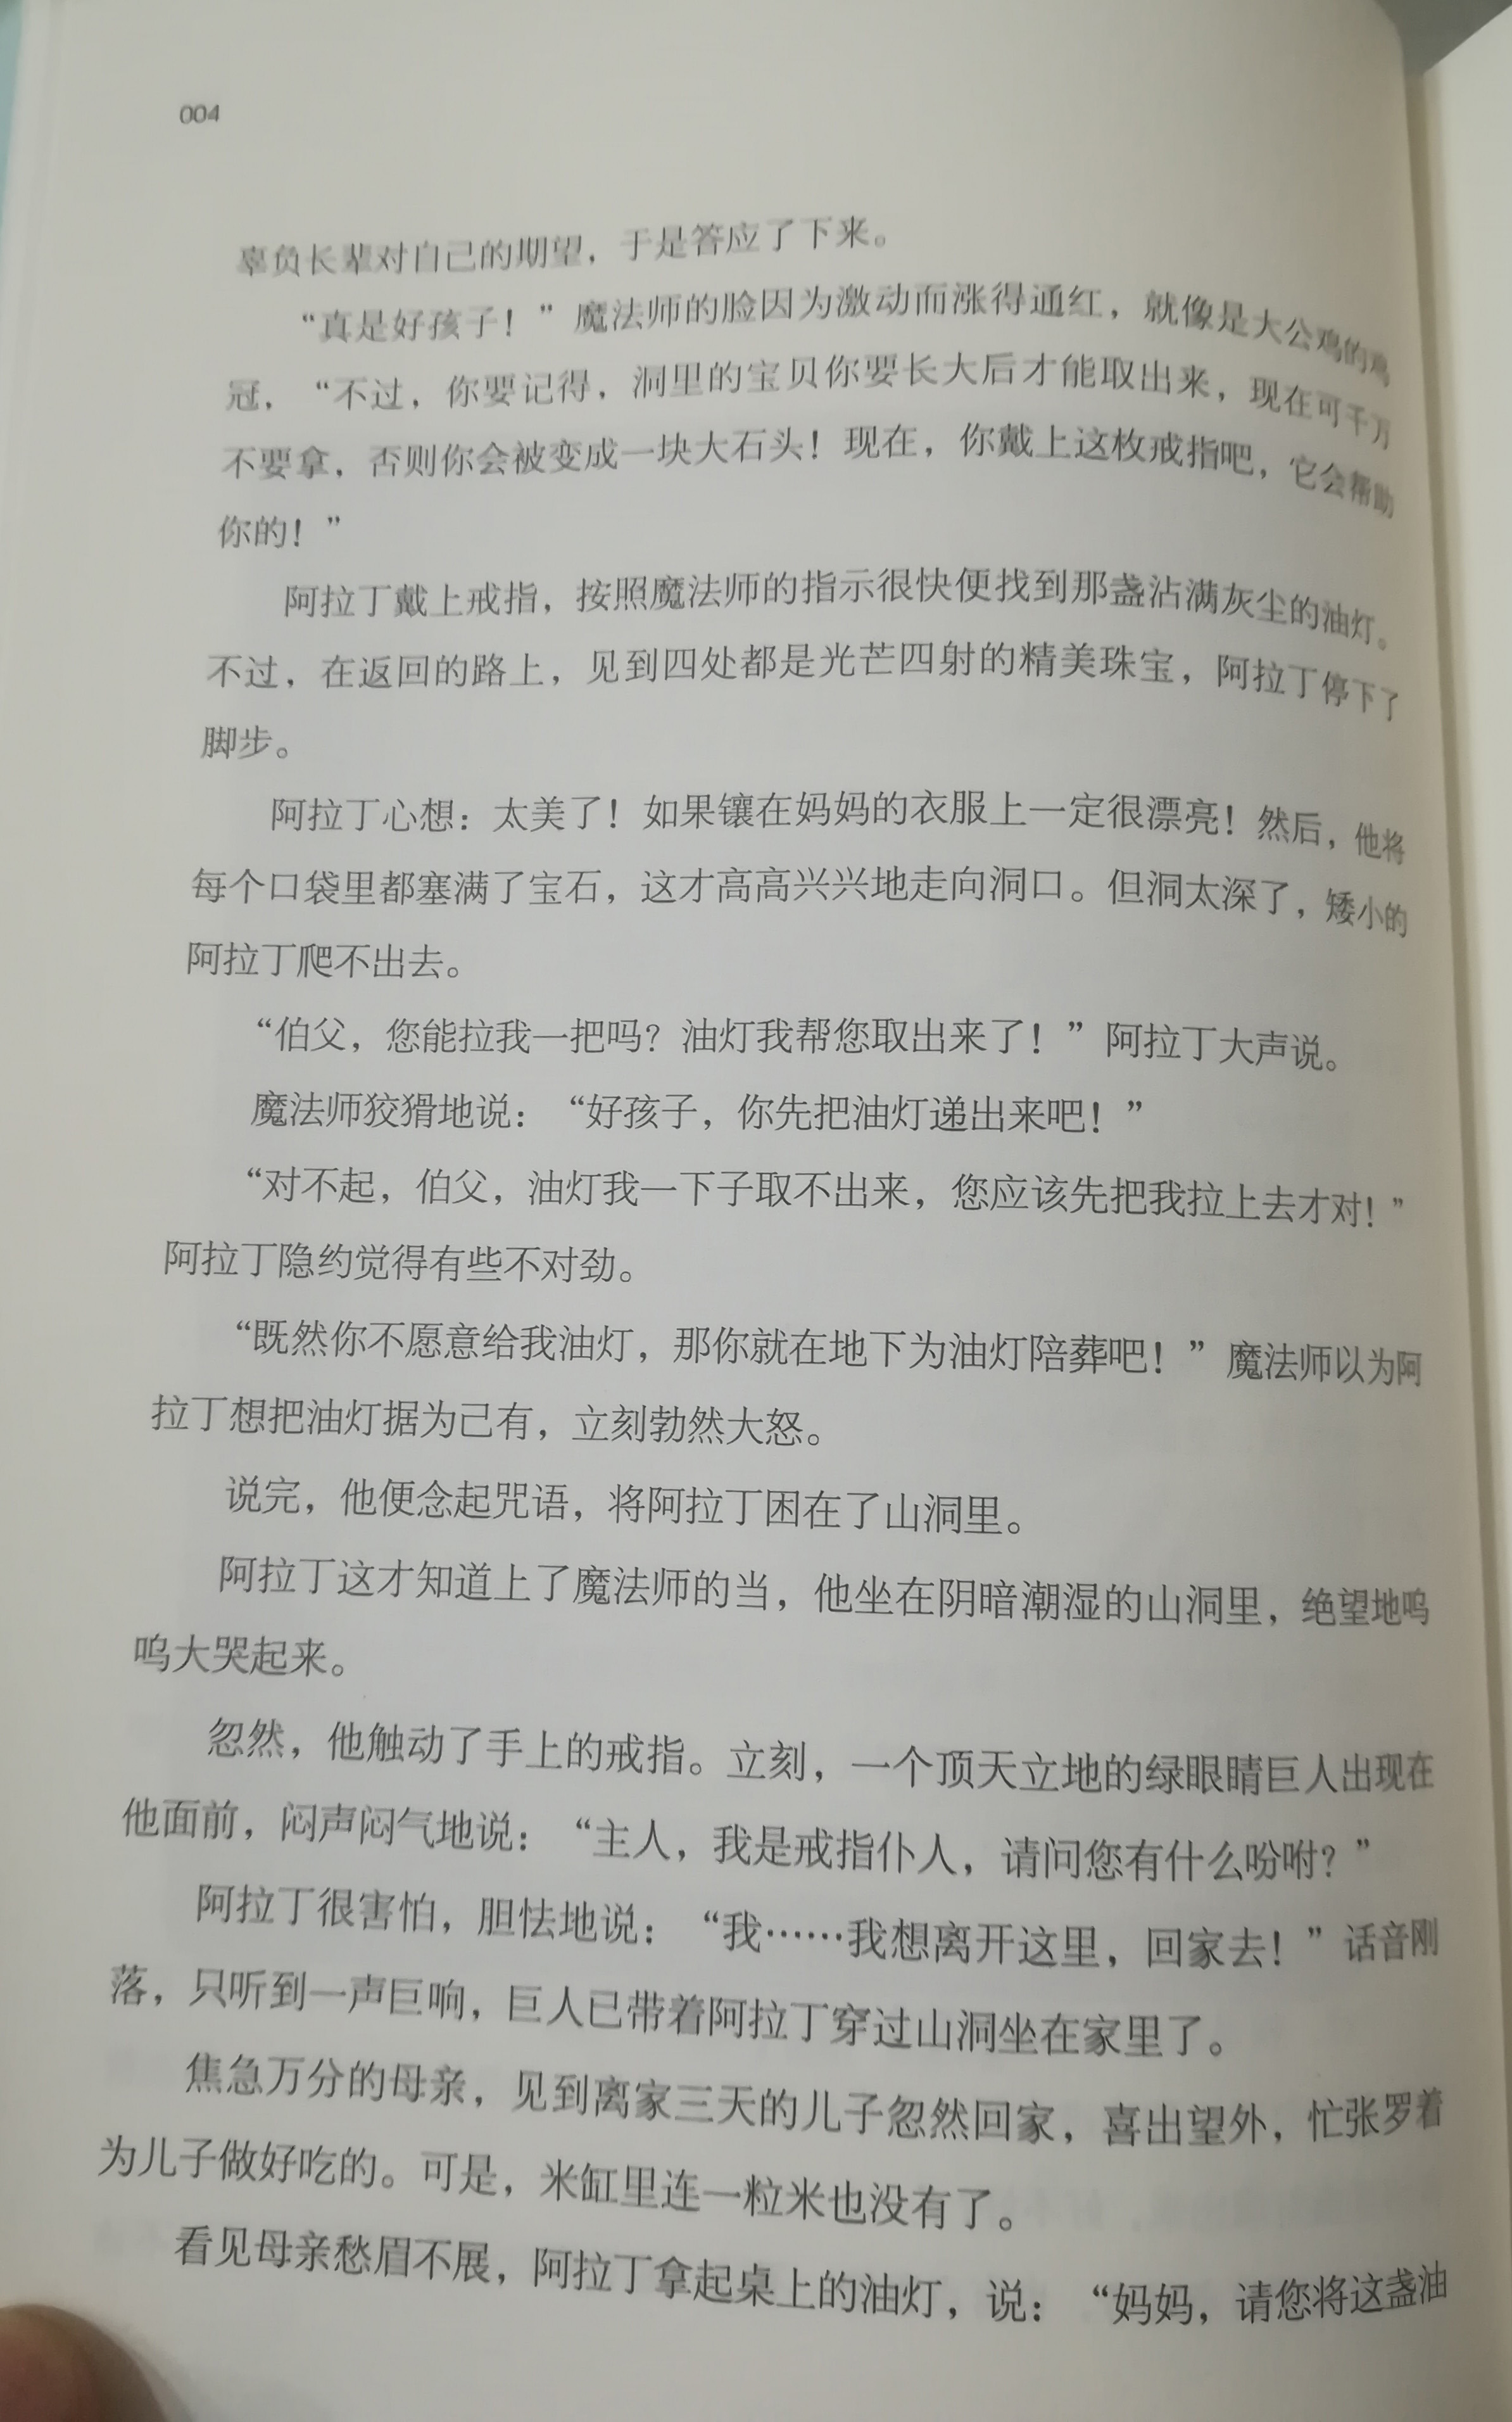 004
辜负长辈对自己的期望，于是答应了下来。
“真是好孩子！”魔法师的脸因为激动而涨得通红，就像是大公鸡的鸡
冠，“不过，你要记得，洞里的宝贝你要长大后才能取出来，现在可千万
不要拿，否则你会被变成一块大石头！现在，你戴上这枚戒指吧，它会帮助
你的！”
阿拉丁戴上戒指，按照魔法师的指示很快便找到那盏沾满灰尘的油灯。
不过，在返回的路上，见到四处都是光芒四射的精美珠宝，阿拉丁停下了
脚步。
阿拉丁心想：太美了！如果镶在妈妈的衣服上一定很漂亮！然后，他将
每个口袋里都塞满了宝石，这才高高兴兴地走向洞口。但洞太深了，矮小的
阿拉丁爬不出去。
“伯父，您能拉我一把吗？油灯我帮您取出来了！”阿拉丁大声说。
魔法师狡猾地说：“好孩子，你先把油灯递出来吧！”
“对不起，伯父，油灯我一下子取不出来，您应该先把我拉上去才对！”
阿拉丁隐约觉得有些不对劲。
“既然你不愿意给我油灯，那你就在地下为油灯陪葬吧！”魔法师以为阿
拉丁想把油灯据为己有，立刻勃然大怒。
说完，他便念起咒语，将阿拉丁困在了山洞里。
阿拉丁这才知道上了魔法师的当，他坐在阴暗潮湿的山洞里，绝望地呜
呜大哭起来。
忽然，他触动了手上的戒指。立刻，一个顶天立地的绿眼睛巨人出现在
他面前，闷声闷气地说：“主人，我是戒指仆人，请问您有什么吩咐？”
阿拉丁很害怕，胆怯地说：“我……我想离开这里，回家去！”话音刚
落，只听到一声巨响，巨人已带着阿拉丁穿过山洞坐在家里了。
焦急万分的母亲，见到离家三天的儿子忽然回家，喜出望外，忙张罗着
为儿子做好吃的。可是，米缸里连一粒米也没有了。
看见母亲愁眉不展，阿拉丁拿起桌上的油灯，说：“妈妈，请您将这盏油